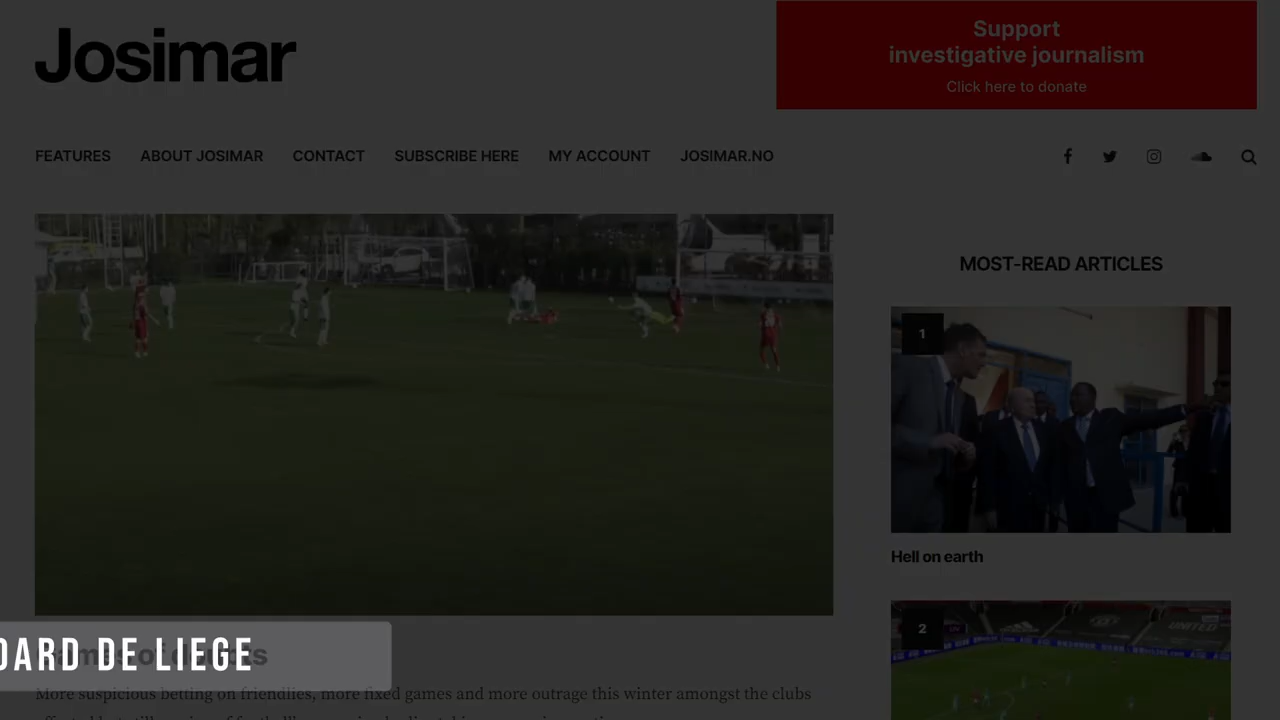 Josimar
Support
investigative journalism
Click here to donate
FEATURES ABOUT JOSIMAR CONTACT SUBSCRIBE HERE MY ACCOUNT JOSIMAR.NO
MOST-READ ARTICLES
1
Hell on earth
2
UNITED
DARD DE LIEGE
More suspicious betting on friendlies, more fixed games and more outrage this winter amongst the clubs